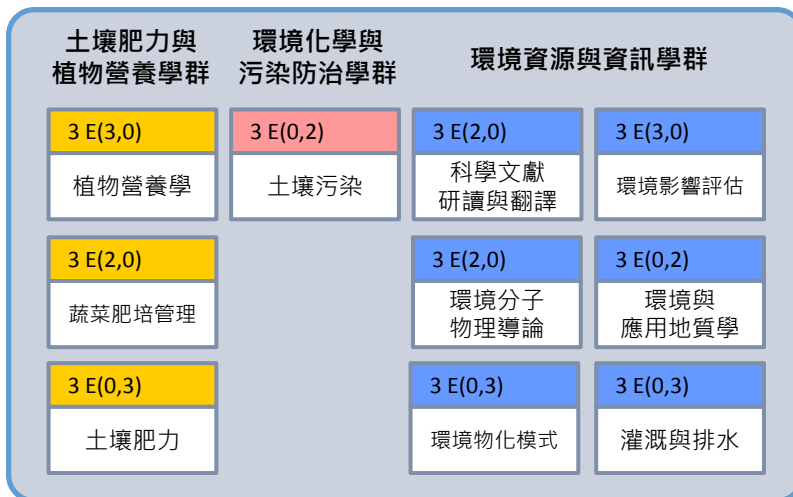 土壤肥力與
植物營養學群
環境化學與
污染防治學群
環境資源與資訊學群
3 E(3,0)
植物營養學
3 E(0,2)
土壤污染
3 E(2,0)
科學文獻
研讀與翻譯
3 E(3,0)
環境影響評估
3 E(2,0)
蔬菜肥培管理
3 E(2,0)
環境分子
物理導論
3 E(0,2)
環境與
應用地質學
3 E(0,3)
土壤肥力
3 E(0,3)
環境物化模式
3 E(0,3)
灌溉與排水